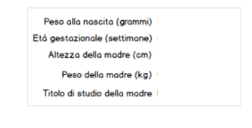 Peso alla nascita (grammi)
Età gestazionale (settimane)
Altezza della madre (cm)
Peso della madre (kg)
Titolo di studio della madre